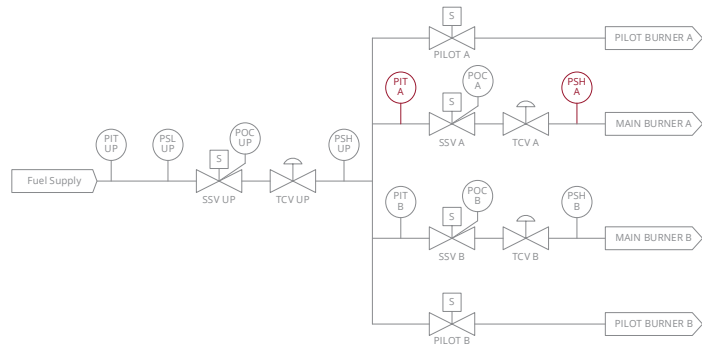 S
PILOT BURNER A
PILOT A
PIT
A
POC
A
PSH
A
S
MAIN BURNER A
SSV A
TCV A
PIT
UP
PSL
UP
POC
UP
PSH
UP
S
Fuel Supply
SSV UP
TCV UP
PIT
B
POC
B
PSH
B
S
MAIN BURNER B
SSV B
TCV B
S
PILOT BURNER B
PILOT B